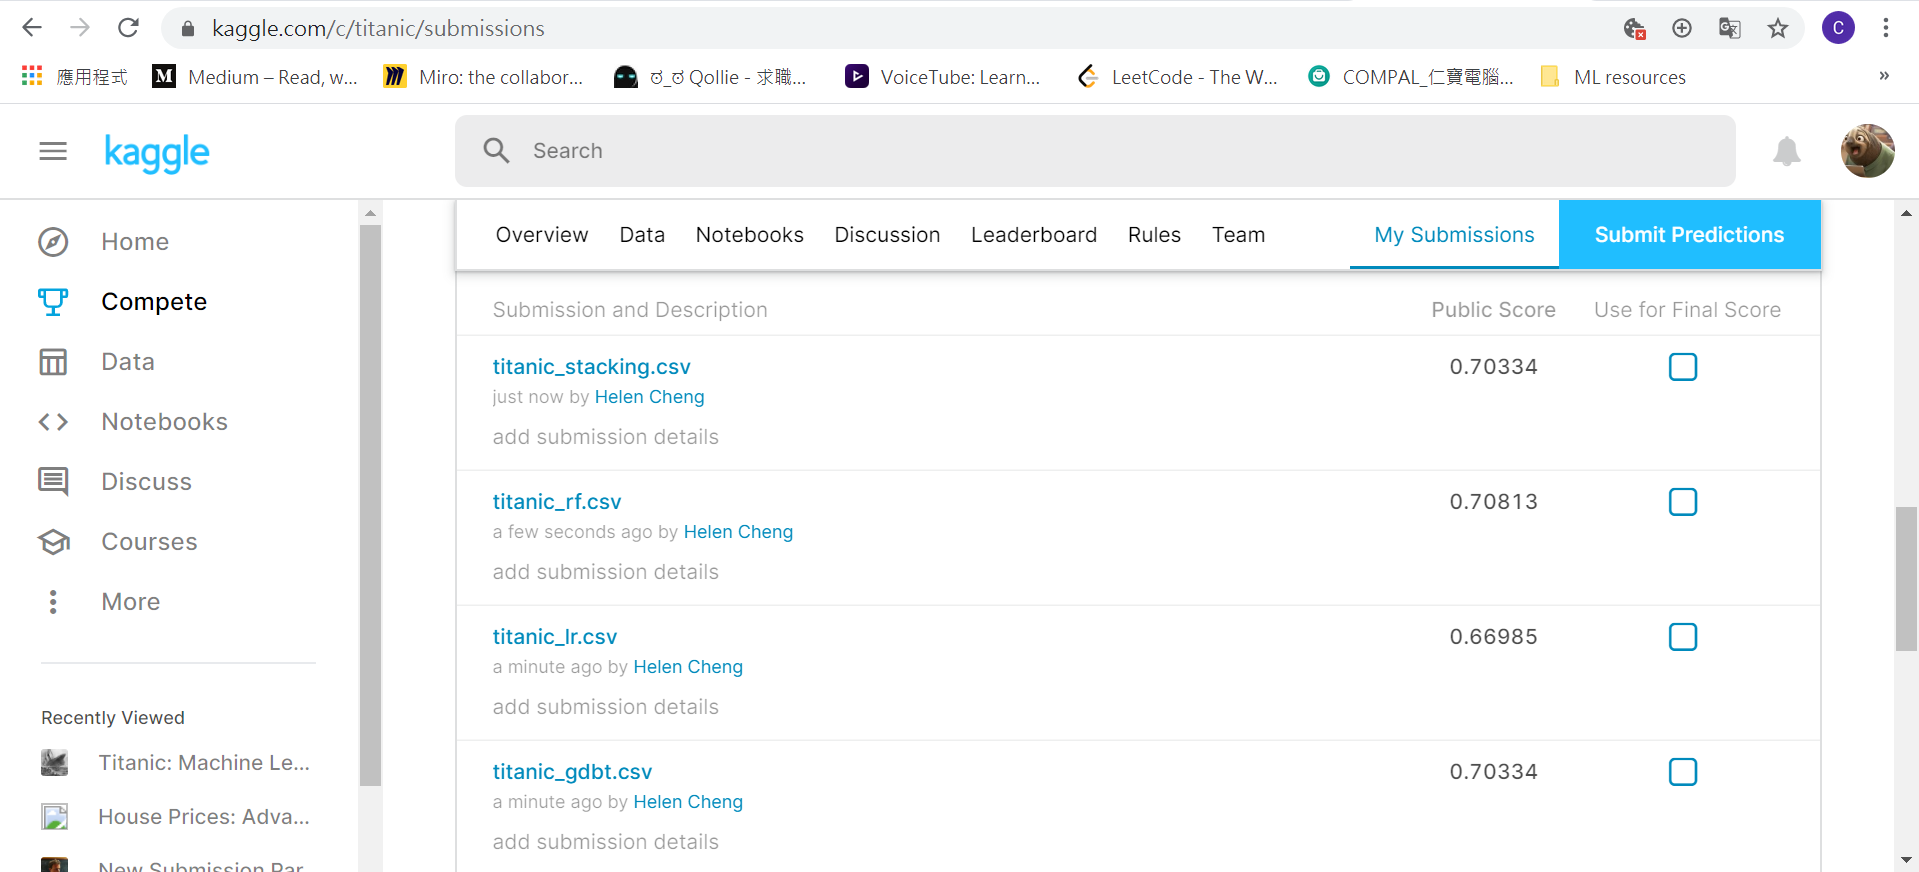 kaggle.com/c/titanic/submissions
C
應用程式
M
Medium – Read, w...
Miro: the collabor...
ಠ_ಠ Qollie - 求職...
VoiceTube: Learn...
LeetCode - The W...
COMPAL_仁寶電腦...
ML resources
»
kaggle
Search
Home
Compete
Data
Notebooks
Discuss
Courses
More
Recently Viewed
Titanic: Machine Le...
House Prices: Adva...
New Submission Par
Overview Data Notebooks Discussion Leaderboard Rules Team My Submissions Submit Predictions
Submission and Description Public Score Use for Final Score
titanic_stacking.csv 0.70334
just now by Helen Cheng
add submission details
titanic_rf.csv 0.70813
a few seconds ago by Helen Cheng
add submission details
titanic_lr.csv 0.66985
a minute ago by Helen Cheng
add submission details
titanic_gdbt.csv 0.70334
a minute ago by Helen Cheng
add submission details